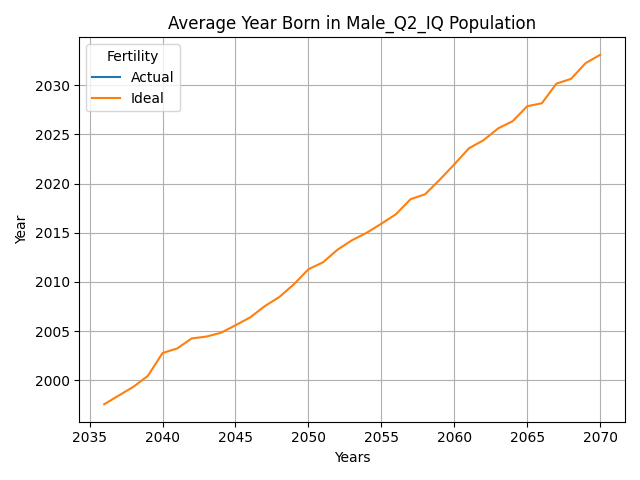 Average Year Born in Male_Q2_IQ Population
Fertility
Actual
Ideal
Year
2030
2025
2020
2015
2010
2005
2000
2035 2040 2045 2050 2055 2060 2065 2070
Years